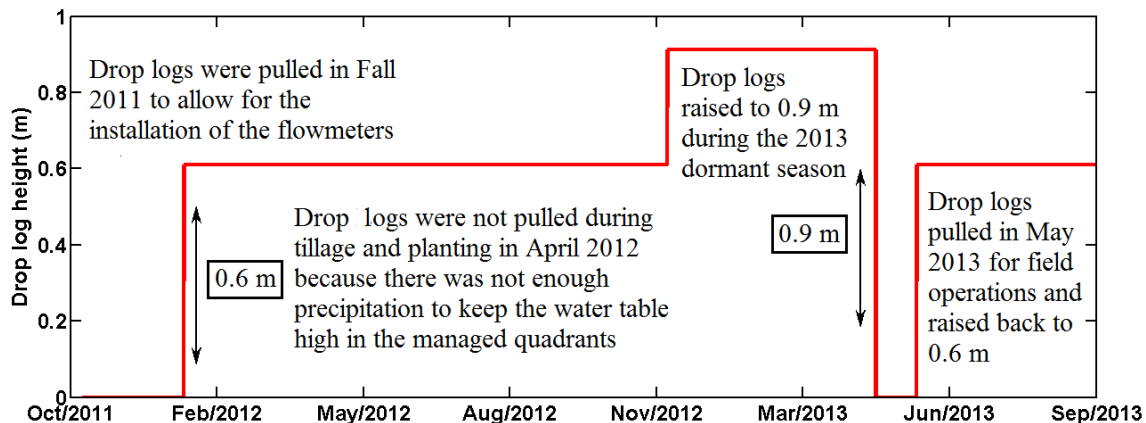 1
0.8
0.6
0.4
0.2
0
Drop log height (m)
Drop logs were pulled in Fall
2011 to allow for the
installation of the flowmeters
0.6 m
Drop logs were not pulled during
tillage and planting in April 2012
because there was not enough
precipitation to keep the water table
high in the managed quadrants
Drop logs
raised to 0.9 m
during the 2013
dormant season
0.9 m
Drop logs
pulled in May
2013 for field
operations and
raised back to
0.6 m
Oct/2011 Feb/2012 May/2012 Aug/2012 Nov/2012 Mar/2013 Jun/2013 Sep/2013